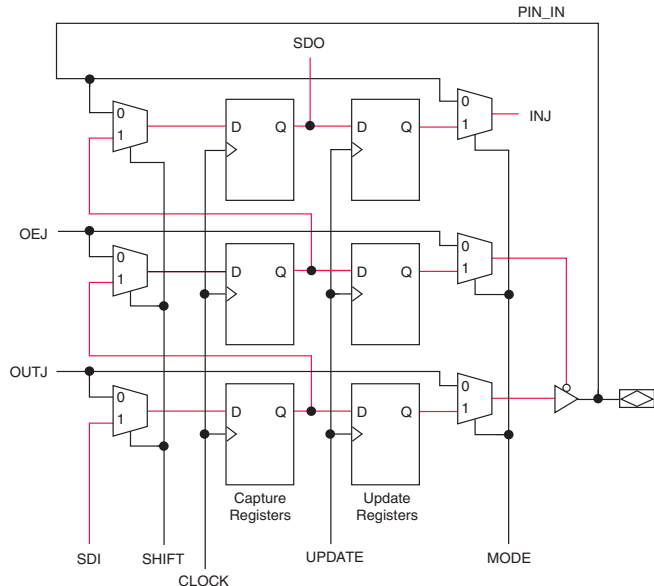 PIN_IN
SDO
0
1
D Q
D Q
0
1
INJ
OEJ
0
1
D Q
D Q
0
1
OUTJ
0
1
D Q
D Q
0
1
Capture
Registers
Update
Registers
SDI
SHIFT
CLOCK
UPDATE
MODE